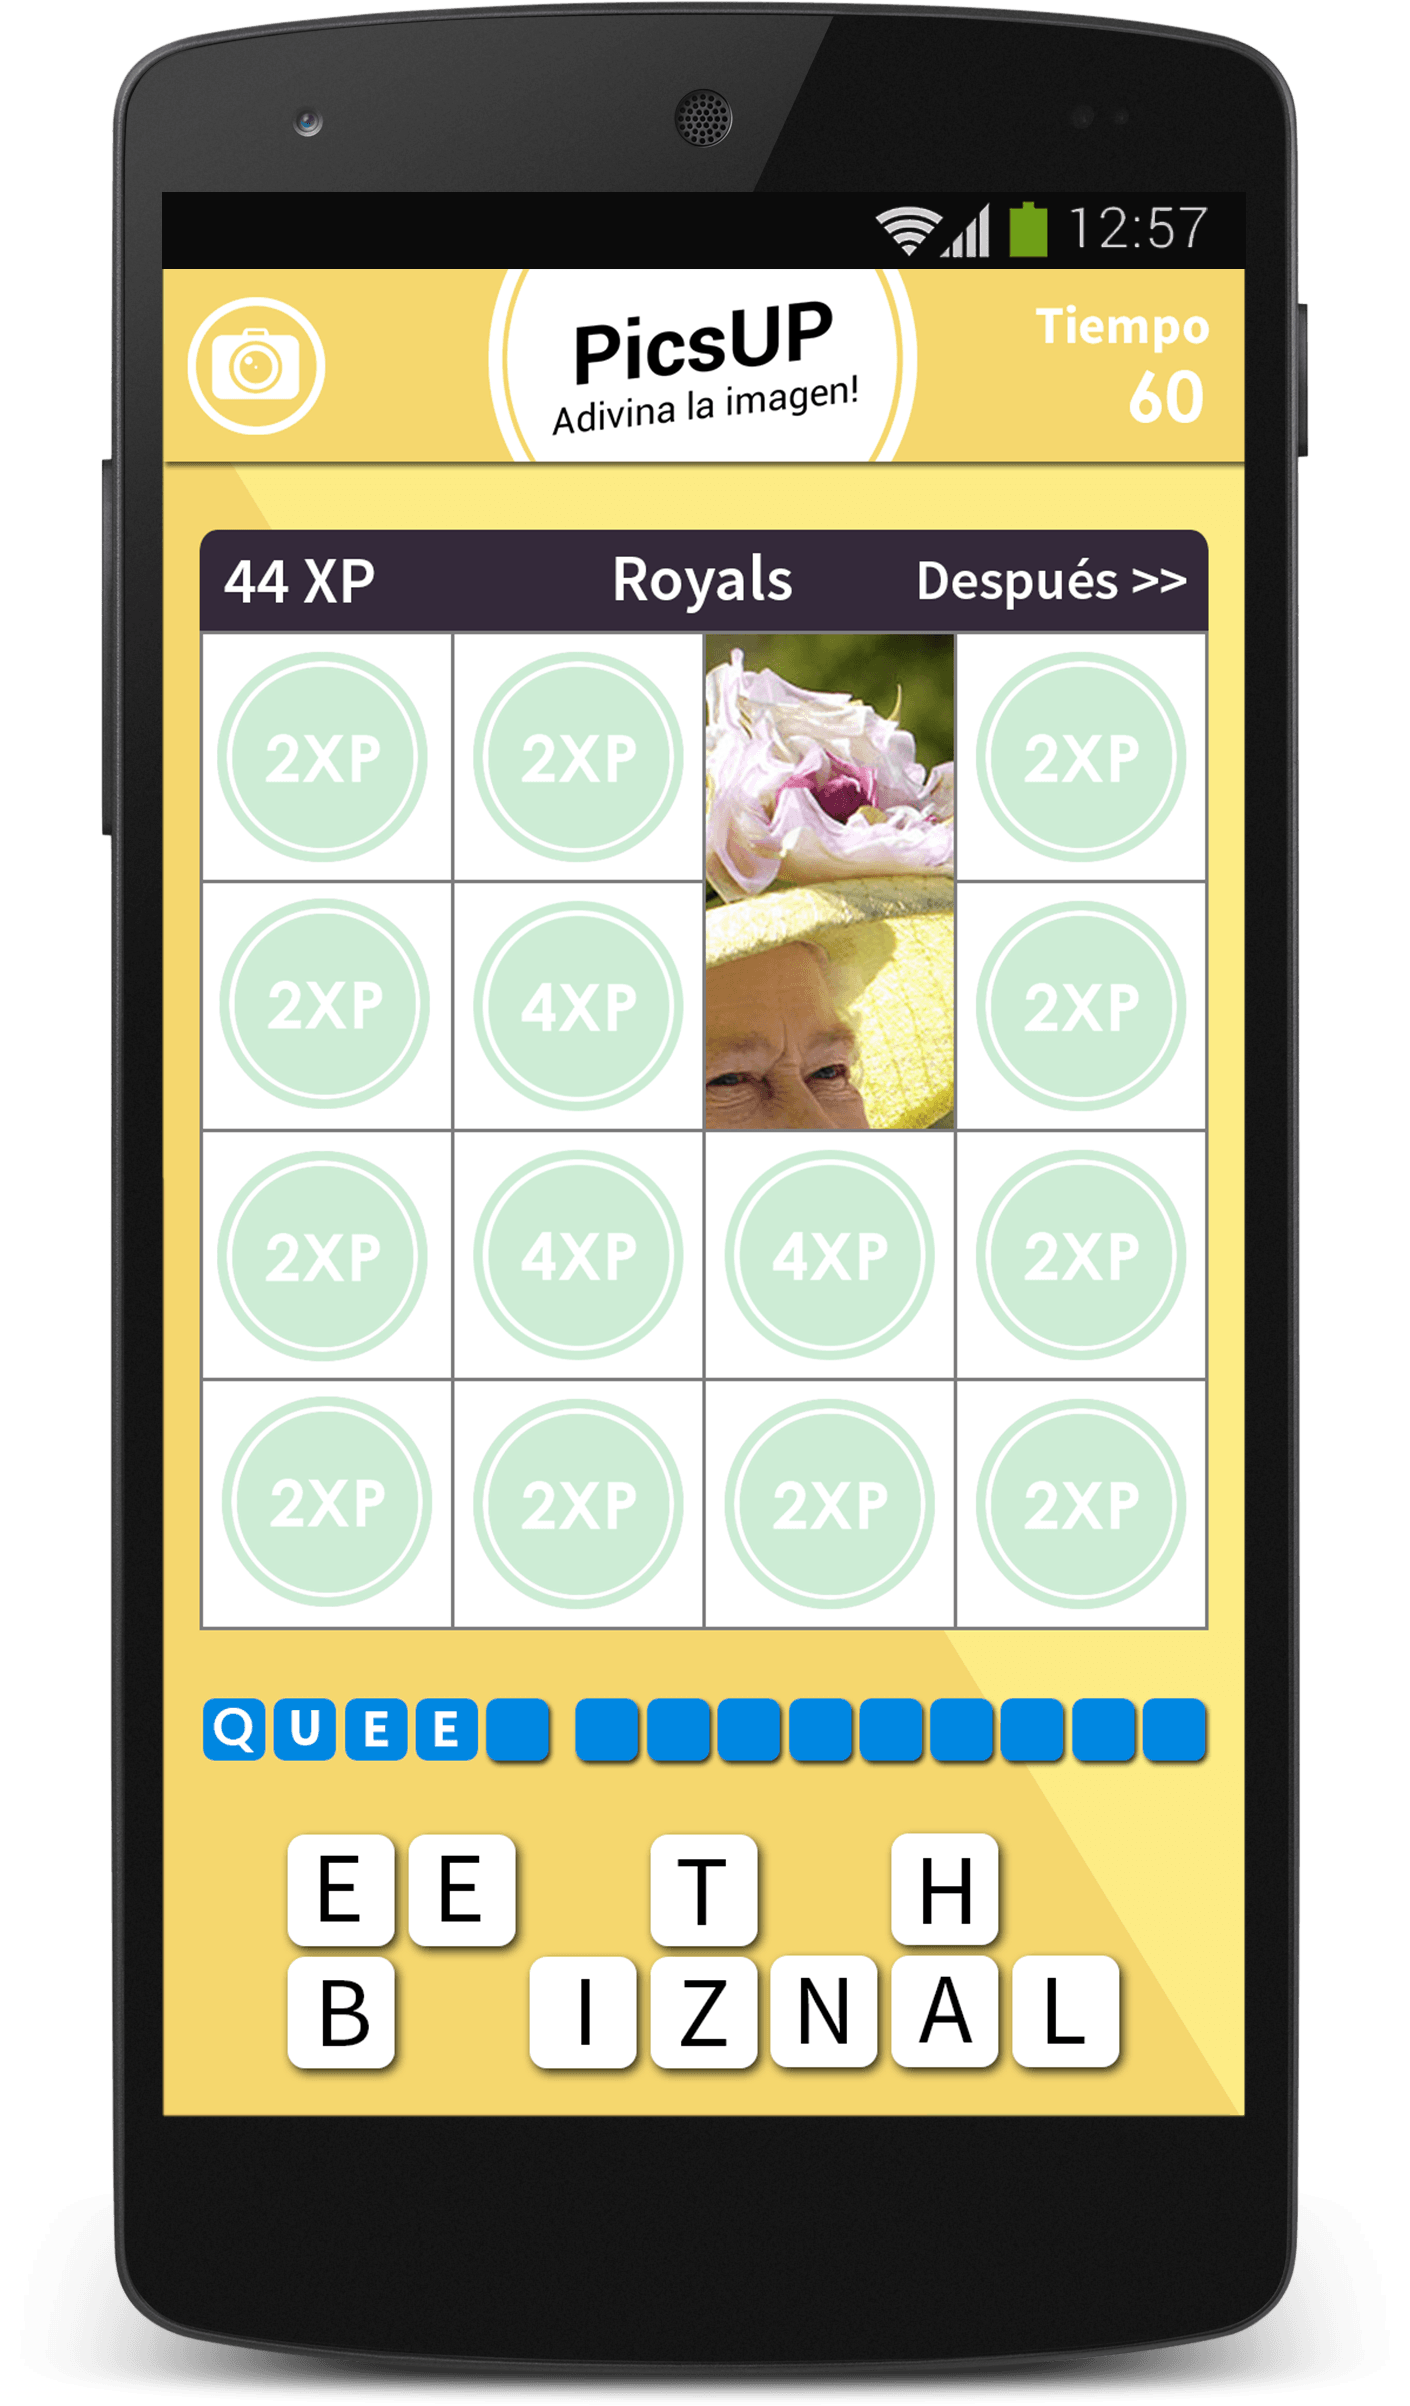 12:57
PicsUP
Adivina la imagen!
Tiempo
60
44 XP Royals Después >>
2XP 2XP 2XP
2XP 4XP 2XP
2XP 4XP 4XP 2XP
2XP 2XP 2XP 2XP
QUEE
E E T H
B I Z N A L